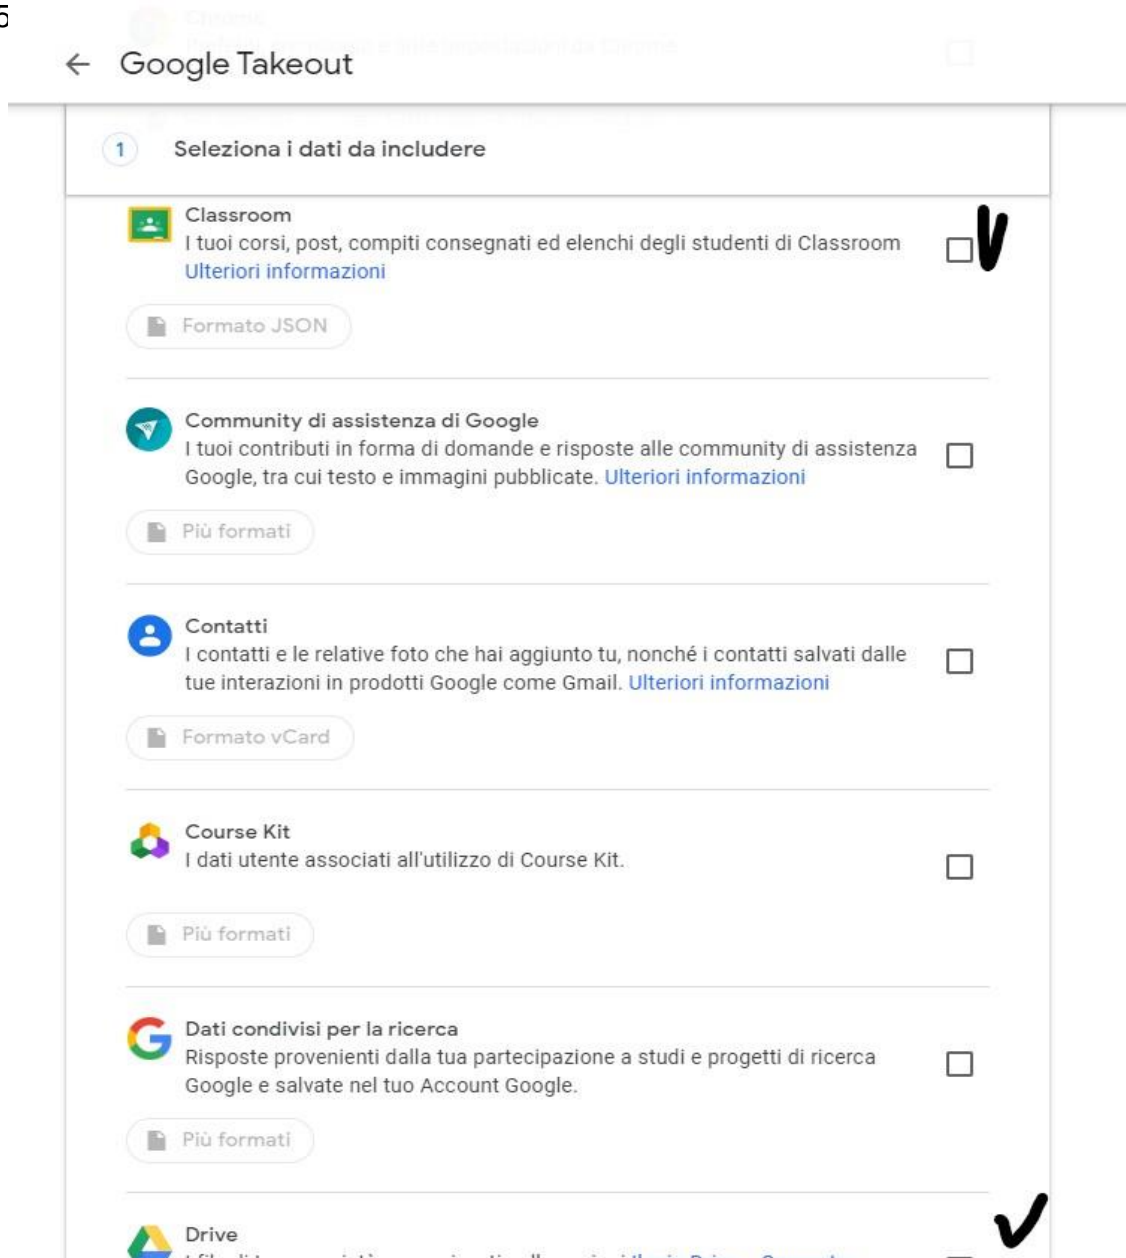 5
Google Takeout
1 Seleziona i dati da includere
Classroom
I tuoi corsi, post, compiti consegnati ed elenchi degli studenti di Classroom
Ulteriori informazioni
Formato JSON
Community di assistenza di Google
I tuoi contributi in forma di domande e risposte alle community di assistenza
Google, tra cui testo e immagini pubblicate. Ulteriori informazioni
Più formati
Contatti
I contatti e le relative foto che hai aggiunto tu, nonché i contatti salvati dalle
tue interazioni in prodotti Google come Gmail. Ulteriori informazioni
Formato vCard
Course Kit
I dati utente associati all'utilizzo di Course Kit.
Più formati
Dati condivisi per la ricerca
Risposte provenienti dalla tua partecipazione a studi e progetti di ricerca
Google e salvate nel tuo Account Google.
Più formati
Drive